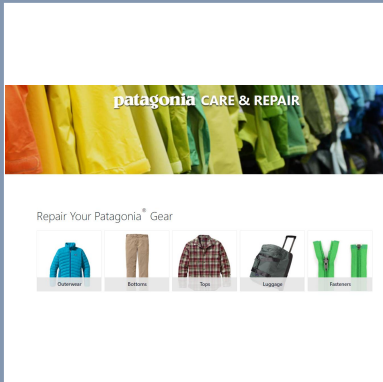 patagonia CARE & REPAIR
Repair Your Patagonia® Gear
Outerwear
Bottoms
Tops
Luggage
Fasteners